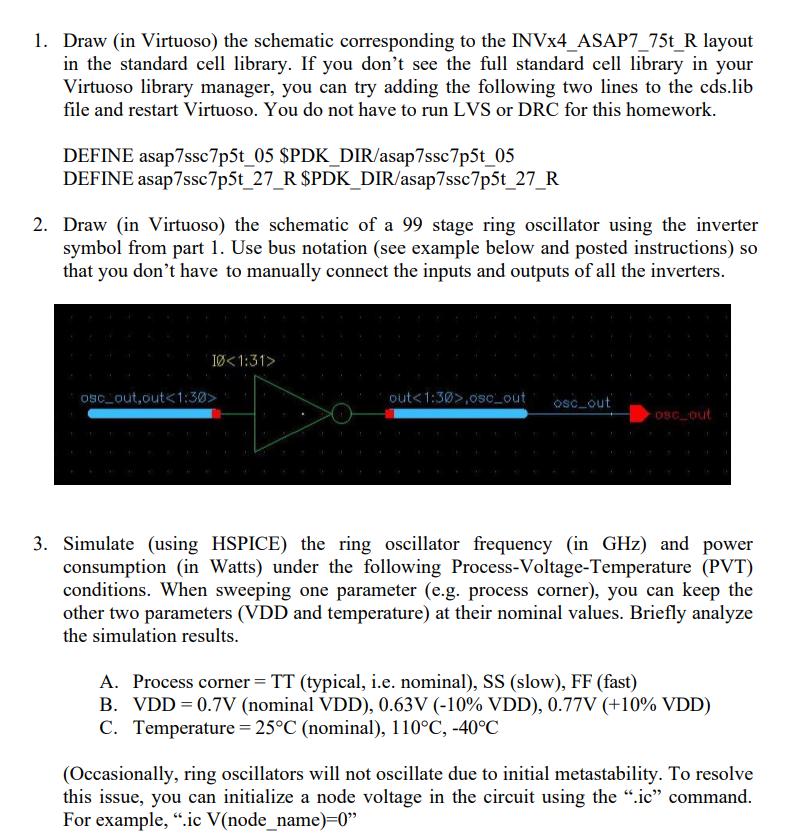 1. Draw (in Virtuoso) the schematic corresponding to the INVx4_ASAP7_75t_R layout
in the standard cell library. If you don’t see the full standard cell library in your
Virtuoso library manager, you can try adding the following two lines to the cds.lib
file and restart Virtuoso. You do not have to run LVS or DRC for this homework.
DEFINE asap7ssc7p5t_05 $PDK_DIR/asap7ssc7p5t_05
DEFINE asap7ssc7p5t_27_R $PDK_DIR/asap7ssc7p5t_27_R
2. Draw (in Virtuoso) the schematic of a 99 stage ring oscillator using the inverter
symbol from part 1. Use bus notation (see example below and posted instructions) so
that you don’t have to manually connect the inputs and outputs of all the inverters.
I0<1:31>
osc_out,out<1:30>
out<1:30>,osc_out
osc_out
osc_out
3. Simulate (using HSPICE) the ring oscillator frequency (in GHz) and power
consumption (in Watts) under the following Process-Voltage-Temperature (PVT)
conditions. When sweeping one parameter (e.g. process corner), you can keep the
other two parameters (VDD and temperature) at their nominal values. Briefly analyze
the simulation results.
A. Process corner = TT (typical, i.e. nominal), SS (slow), FF (fast)
B. VDD = 0.7V (nominal VDD), 0.63V (-10% VDD), 0.77V (+10% VDD)
C. Temperature = 25°C (nominal), 110°C, -40°C
(Occasionally, ring oscillators will not oscillate due to initial metastability. To resolve
this issue, you can initialize a node voltage in the circuit using the “.ic” command.
For example, “.ic V(node_name)=0”